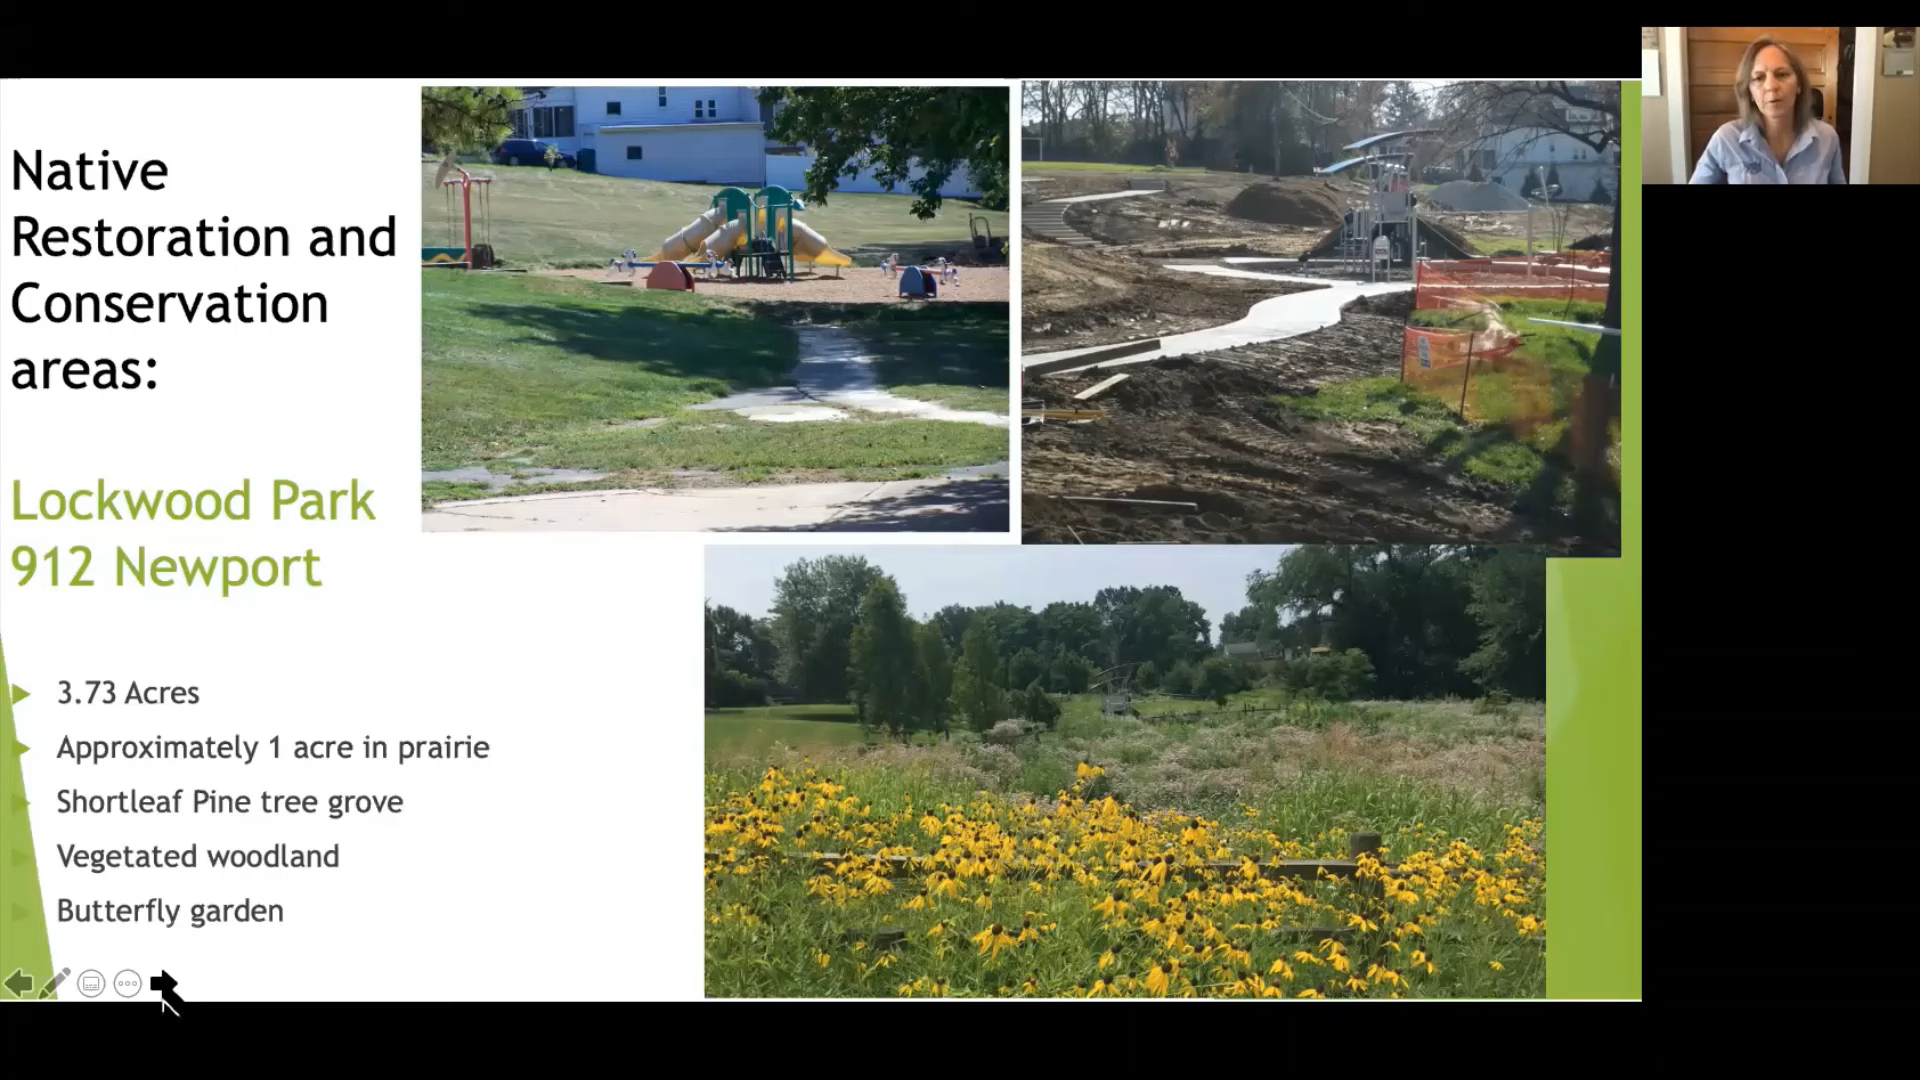 Native
Restoration and
Conservation
areas:
Lockwood Park
912 Newport
3.73 Acres
Approximately 1 acre in prairie
Shortleaf Pine tree grove
Vegetated woodland
Butterfly garden